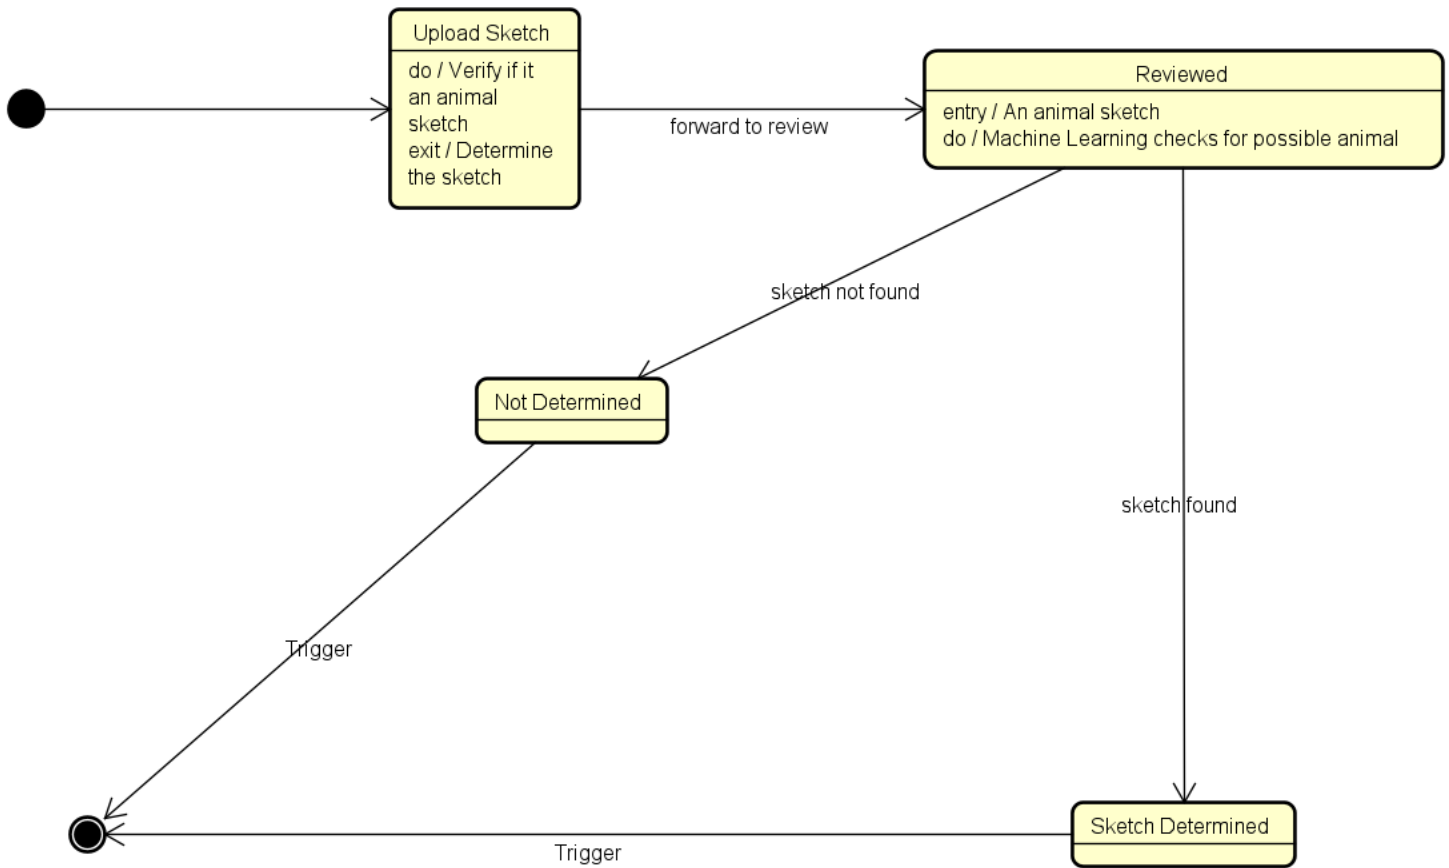 Upload Sketch
do / Verify if it
an animal
sketch
exit / Determine
the sketch
forward to review
Reviewed
entry / An animal sketch
do / Machine Learning checks for possible animal
sketch not found
Not Determined
sketch found
Trigger
Sketch Determined
Trigger